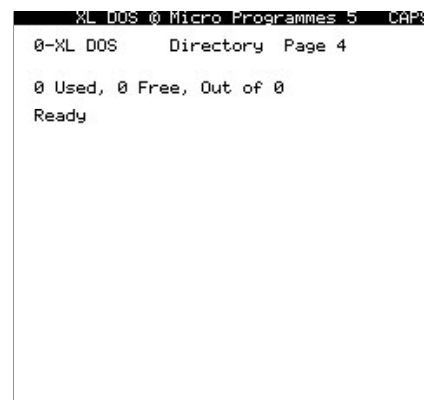 XL DOS © Micro Programmes 5 CAPS
0-XL DOS Directory Page 4
0 Used, 0 Free, Out of 0
Ready